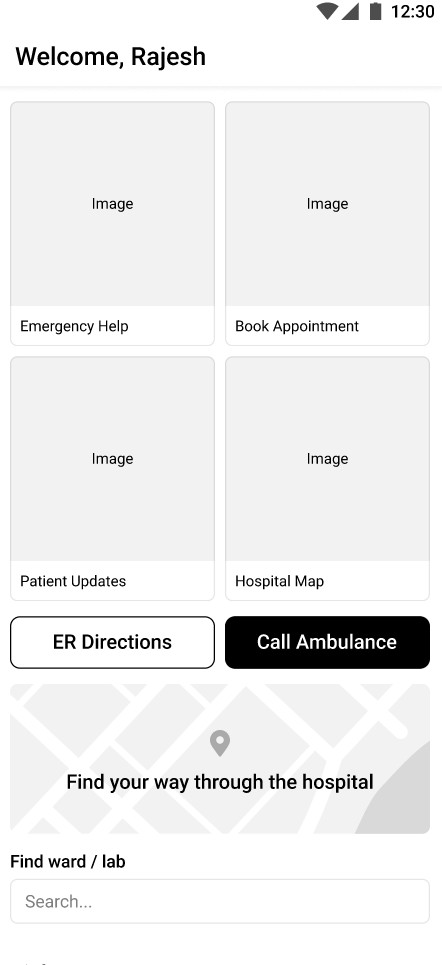 12:30
Welcome, Rajesh
Image
Image
Emergency Help
Book Appointment
Image
Image
Patient Updates
Hospital Map
ER Directions
Call Ambulance
Find your way through the hospital
Find ward / lab
Search...